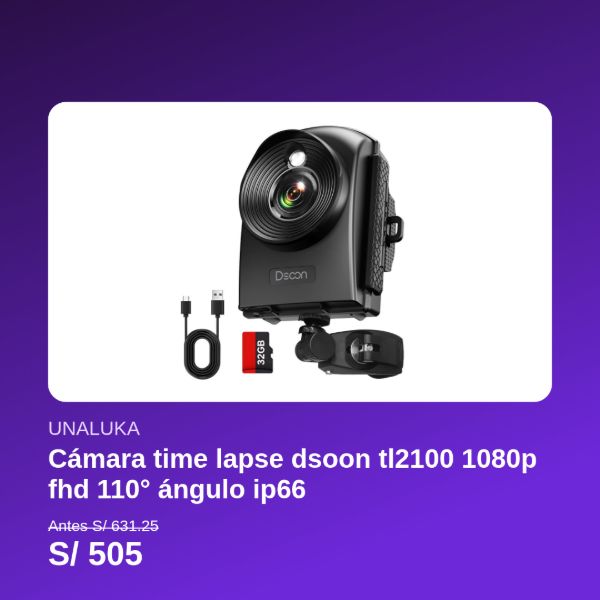 Dsoon
32GB
UNALUKA
Cámara time lapse dsoon tl2100 1080p
fhd 110° ángulo ip66
Antes S/ 631.25
S/ 505